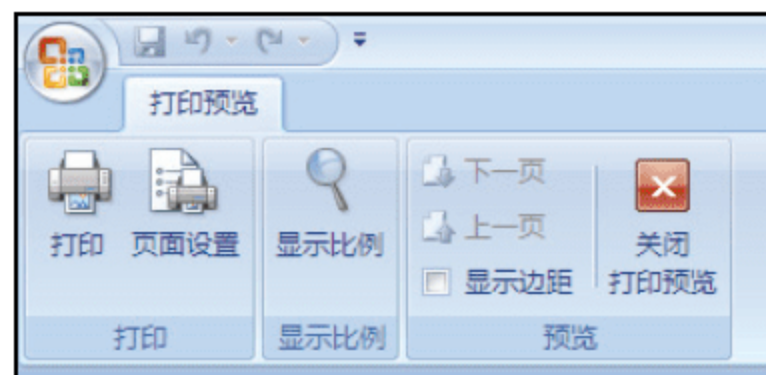 打印预览
打印
页面设置
显示比例
下一页
上一页
显示边距
关闭
打印预览
打印
显示比例
预览